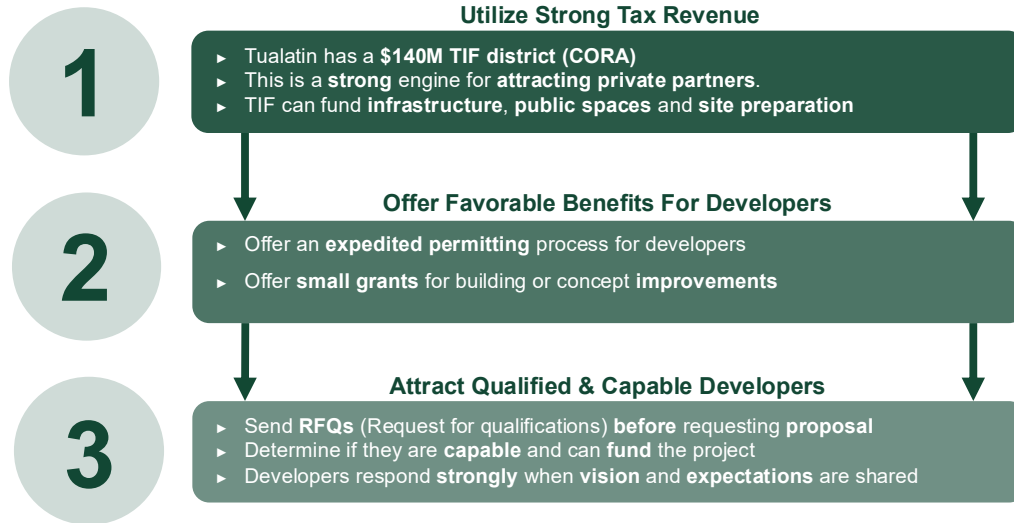 Utilize Strong Tax Revenue
1
► Tualatin has a $140M TIF district (CORA)
► This is a strong engine for attracting private partners.
► TIF can fund infrastructure, public spaces and site preparation
Offer Favorable Benefits For Developers
2
► Offer an expedited permitting process for developers
► Offer small grants for building or concept improvements
Attract Qualified & Capable Developers
3
► Send RFQs (Request for qualifications) before requesting proposal
► Determine if they are capable and can fund the project
► Developers respond strongly when vision and expectations are shared